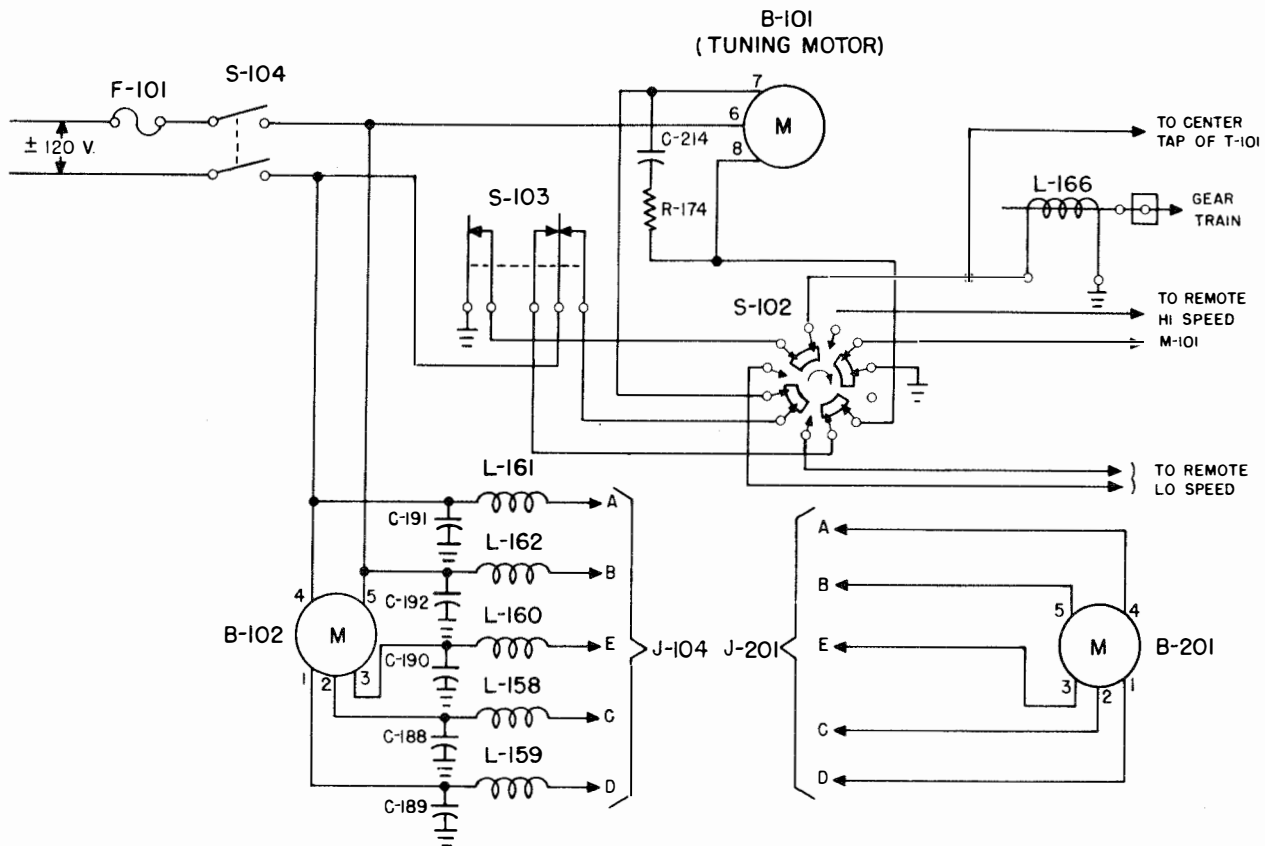 B-101
( TUNING MOTOR)
F-101
S-104
± 120 V.
7
6
8
M
C-214
R-174
S-103
TO CENTER
TAP OF T-101
L-166
GEAR
TRAIN
S-102
TO REMOTE
HI SPEED
M-101
TO REMOTE
LO SPEED
L-161
C-191
A
L-162
C-192
B
L-160
C-190
E
L-158
C-188
C
L-159
C-189
D
4
5
B-102
M
1
2
3
J-104
J-201
A
B
E
C
D
5
4
M
B-201
3
2
1